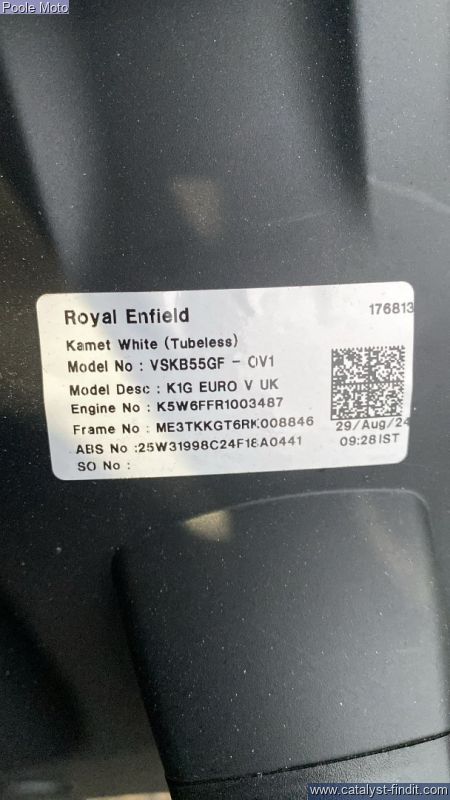 Poole Moto
Royal Enfield
176813
Kamet White (Tubeless)
Model No : VSKB55GF - OV1
Model Desc : K1G EURO V UK
Engine No : K5W6FFR1003487
Frame No : ME3TKKGT6RK008846
29/Aug/24
ABS No :25W31998C24F18A0441
09:28IST
SO No :
www.catalyst-findit.com